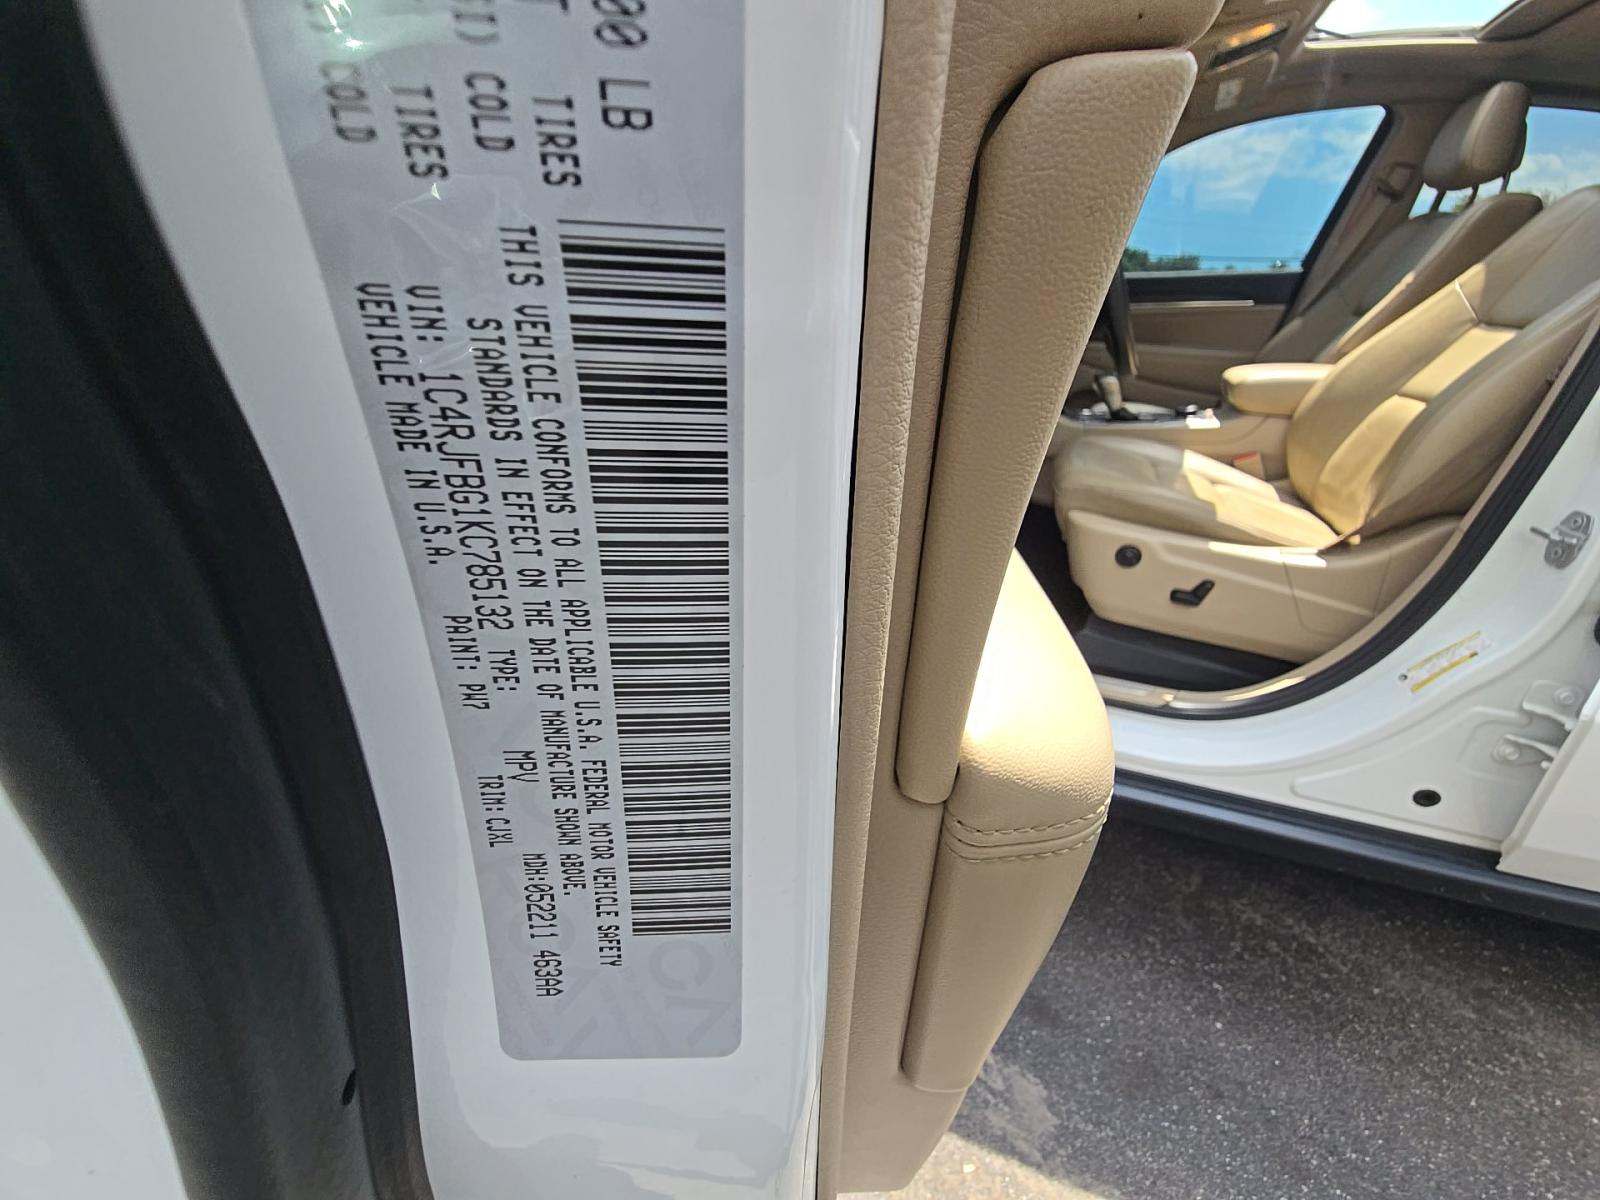 00 LB
TIRES
COLD
TIRES
COLD
THIS VEHICLE CONFORMS TO ALL APPLICABLE U.S.A. FEDERAL MOTOR VEHICLE SAFETY
STANDARDS IN EFFECT ON THE DATE OF MANUFACTURE SHOWN ABOVE.
VIN: 1C4RJFBG1KC785132 TYPE: MPV MDH: 052211 463AA
VEHICLE MADE IN U.S.A. PAINT: PW7 TRIM: CJXL